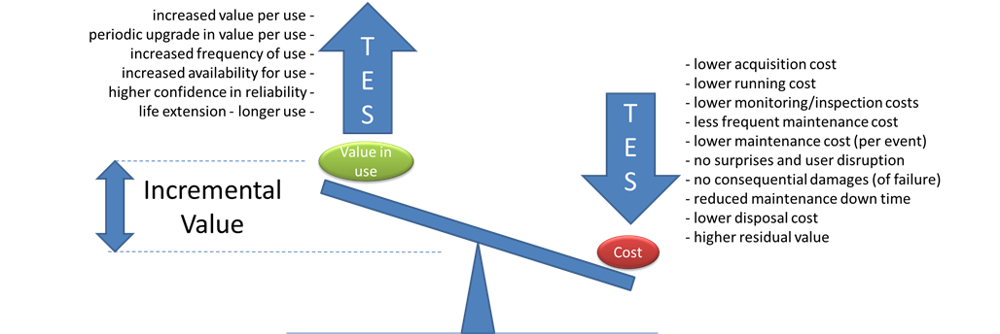 increased value per use -
periodic upgrade in value per use -
increased frequency of use -
increased availability for use -
higher confidence in reliability -
life extension - longer use -
T
E
S
Value in
use
Incremental
Value
T
E
S
Cost
- lower acquisition cost
- lower running cost
- lower monitoring/inspection costs
- less frequent maintenance cost
- lower maintenance cost (per event)
- no surprises and user disruption
- no consequential damages (of failure)
- reduced maintenance down time
- lower disposal cost
- higher residual value